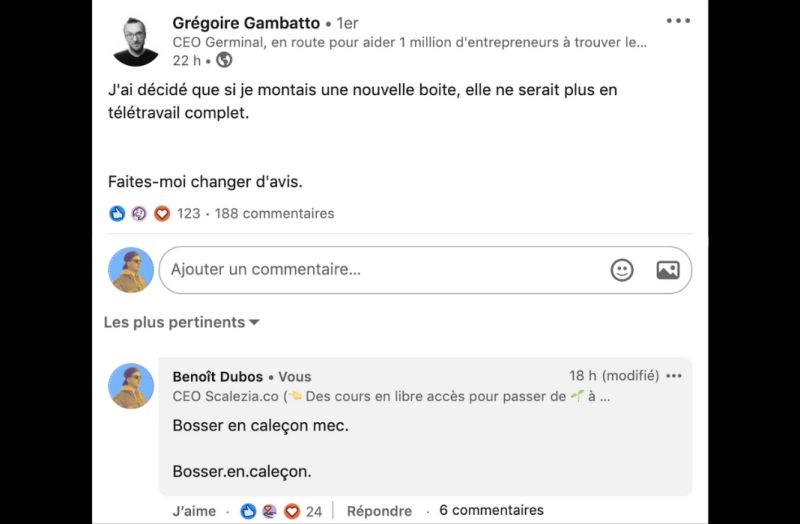 Grégoire Gambatto • 1er
CEO Germinal, en route pour aider 1 million d'entrepreneurs à trouver le...
22 h •
J'ai décidé que si je montais une nouvelle boite, elle ne serait plus en
télétravail complet.
Faites-moi changer d'avis.
123 · 188 commentaires
Ajouter un commentaire...
Les plus pertinents
Benoît Dubos • Vous
18 h (modifié)
CEO Scalezia.co (👈 Des cours en libre accès pour passer de 🌱 à ...
Bosser en caleçon mec.
Bosser.en.caleçon.
J'aime · 24 | Répondre · 6 commentaires